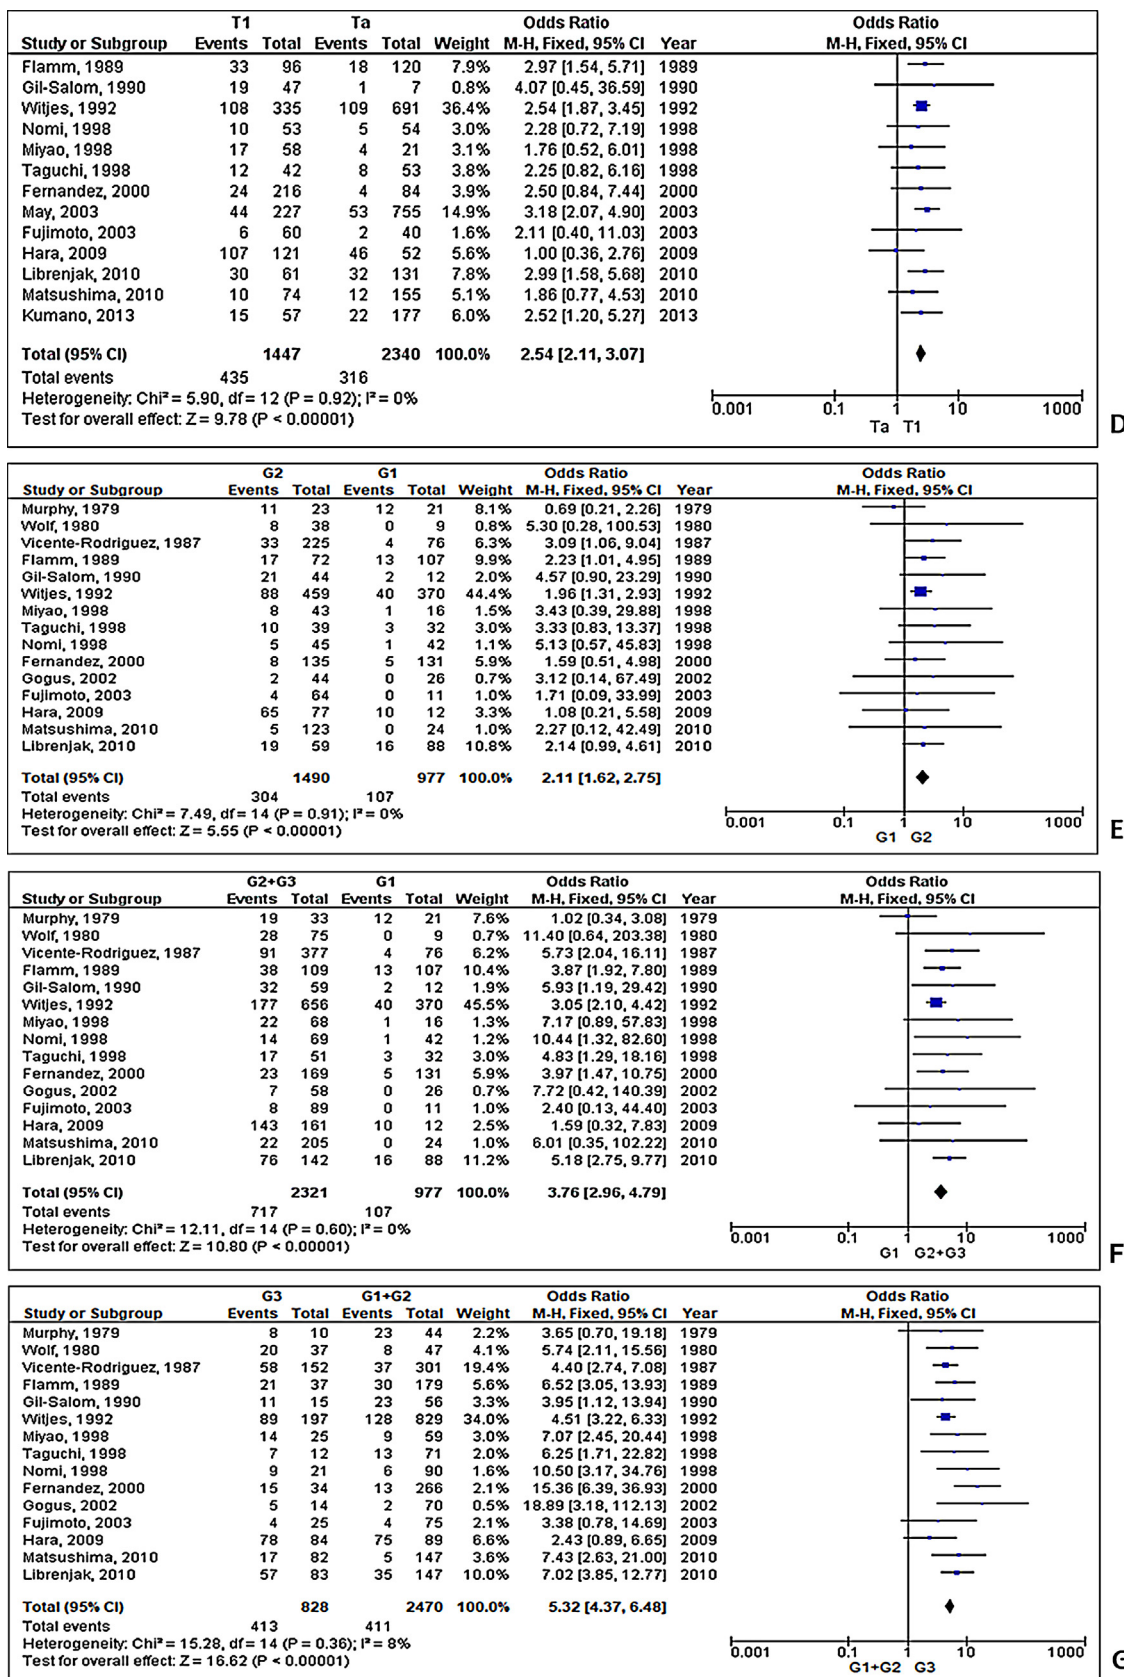 T1 Ta Odds Ratio Odds Ratio
Study or Subgroup Events Total Events Total Weight M-H, Fixed, 95% CI Year M-H, Fixed, 95% CI
Flamm, 1989 33 96 18 120 7.9% 2.97 [1.54, 5.71] 1989
Gil-Salom, 1990 19 47 1 7 0.8% 4.07 [0.45, 36.59] 1990
Witjes, 1992 108 335 109 691 36.4% 2.54 [1.87, 3.45] 1992
Nomi, 1998 10 53 5 54 3.0% 2.28 [0.72, 7.19] 1998
Miyao, 1998 17 58 4 21 3.1% 1.76 [0.52, 6.01] 1998
Taguchi, 1998 12 42 8 53 3.8% 2.25 [0.82, 6.16] 1998
Fernandez, 2000 24 216 4 84 3.9% 2.50 [0.84, 7.44] 2000
May, 2003 44 227 53 755 14.9% 3.18 [2.07, 4.90] 2003
Fujimoto, 2003 6 60 2 40 1.6% 2.11 [0.40, 11.03] 2003
Hara, 2009 107 121 46 52 5.6% 1.00 [0.36, 2.76] 2009
Librenjak, 2010 30 61 32 131 7.8% 2.99 [1.58, 5.68] 2010
Matsushima, 2010 10 74 12 155 5.1% 1.86 [0.77, 4.53] 2010
Kumano, 2013 15 57 22 177 6.0% 2.52 [1.20, 5.27] 2013
Total (95% CI) 1447 2340 100.0% 2.54 [2.11, 3.07]
Total events 435 316
Heterogeneity: Chi² = 5.90, df = 12 (P = 0.92); I² = 0%
Test for overall effect: Z = 9.78 (P < 0.00001)
0.001 0.1 1 10 1000
Ta T1
D
G2 G1 Odds Ratio Odds Ratio
Study or Subgroup Events Total Events Total Weight M-H, Fixed, 95% CI Year M-H, Fixed, 95% CI
Murphy, 1979 11 23 12 21 8.1% 0.69 [0.21, 2.26] 1979
Wolf, 1980 8 38 0 9 0.8% 5.30 [0.28, 100.53] 1980
Vicente-Rodriguez, 1987 33 225 4 76 6.3% 3.09 [1.06, 9.04] 1987
Flamm, 1989 17 72 13 107 9.9% 2.23 [1.01, 4.95] 1989
Gil-Salom, 1990 21 44 2 12 2.0% 4.57 [0.90, 23.29] 1990
Witjes, 1992 88 459 40 370 44.4% 1.96 [1.31, 2.93] 1992
Miyao, 1998 8 43 1 16 1.5% 3.43 [0.39, 29.88] 1998
Taguchi, 1998 10 39 3 32 3.0% 3.33 [0.83, 13.37] 1998
Nomi, 1998 5 45 1 42 1.1% 5.13 [0.57, 45.83] 1998
Fernandez, 2000 8 135 5 131 5.9% 1.59 [0.51, 4.98] 2000
Gogus, 2002 2 44 0 26 0.7% 3.12 [0.14, 67.49] 2002
Fujimoto, 2003 4 64 0 11 1.0% 1.71 [0.09, 33.99] 2003
Hara, 2009 65 77 10 12 3.3% 1.08 [0.21, 5.58] 2009
Matsushima, 2010 5 123 0 24 1.0% 2.27 [0.12, 42.49] 2010
Librenjak, 2010 19 59 16 88 10.8% 2.14 [0.99, 4.61] 2010
Total (95% CI) 1490 977 100.0% 2.11 [1.62, 2.75]
Total events 304 107
Heterogeneity: Chi² = 7.49, df = 14 (P = 0.91); I² = 0%
Test for overall effect: Z = 5.55 (P < 0.00001)
0.001 0.1 1 10 1000
G1 G2
E
G2+G3 G1 Odds Ratio Odds Ratio
Study or Subgroup Events Total Events Total Weight M-H, Fixed, 95% CI Year M-H, Fixed, 95% CI
Murphy, 1979 19 33 12 21 7.6% 1.02 [0.34, 3.08] 1979
Wolf, 1980 28 75 0 9 0.7% 11.40 [0.64, 203.38] 1980
Vicente-Rodriguez, 1987 91 377 4 76 6.2% 5.73 [2.04, 16.11] 1987
Flamm, 1989 38 109 13 107 10.4% 3.87 [1.92, 7.80] 1989
Gil-Salom, 1990 32 59 2 12 1.9% 5.93 [1.19, 29.42] 1990
Witjes, 1992 177 656 40 370 45.5% 3.05 [2.10, 4.42] 1992
Miyao, 1998 22 68 1 16 1.3% 7.17 [0.89, 57.83] 1998
Nomi, 1998 14 69 1 42 1.2% 10.44 [1.32, 82.60] 1998
Taguchi, 1998 17 51 3 32 3.0% 4.83 [1.29, 18.16] 1998
Fernandez, 2000 23 169 5 131 5.9% 3.97 [1.47, 10.75] 2000
Gogus, 2002 7 58 0 26 0.7% 7.72 [0.42, 140.39] 2002
Fujimoto, 2003 8 89 0 11 1.0% 2.40 [0.13, 44.40] 2003
Hara, 2009 143 161 10 12 2.5% 1.59 [0.32, 7.83] 2009
Matsushima, 2010 22 205 0 24 1.0% 6.01 [0.35, 102.22] 2010
Librenjak, 2010 76 142 16 88 11.2% 5.18 [2.75, 9.77] 2010
Total (95% CI) 2321 977 100.0% 3.76 [2.96, 4.79]
Total events 717 107
Heterogeneity: Chi² = 12.11, df = 14 (P = 0.60); I² = 0%
Test for overall effect: Z = 10.80 (P < 0.00001)
0.001 0.1 1 10 1000
G1 G2+G3
F
G3 G1+G2 Odds Ratio Odds Ratio
Study or Subgroup Events Total Events Total Weight M-H, Fixed, 95% CI Year M-H, Fixed, 95% CI
Murphy, 1979 8 10 23 44 2.2% 3.65 [0.70, 19.18] 1979
Wolf, 1980 20 37 8 47 4.1% 5.74 [2.11, 15.56] 1980
Vicente-Rodriguez, 1987 58 152 37 301 19.4% 4.40 [2.74, 7.08] 1987
Flamm, 1989 21 37 30 179 5.6% 6.52 [3.05, 13.93] 1989
Gil-Salom, 1990 11 15 23 56 3.3% 3.95 [1.12, 13.94] 1990
Witjes, 1992 89 197 128 829 34.0% 4.51 [3.22, 6.33] 1992
Miyao, 1998 14 25 9 59 3.0% 7.07 [2.45, 20.44] 1998
Taguchi, 1998 7 12 13 71 2.0% 6.25 [1.71, 22.82] 1998
Nomi, 1998 9 21 6 90 1.6% 10.50 [3.17, 34.76] 1998
Fernandez, 2000 15 34 13 266 2.1% 15.36 [6.39, 36.93] 2000
Gogus, 2002 5 14 2 70 0.5% 18.89 [3.18, 112.13] 2002
Fujimoto, 2003 4 25 4 75 2.1% 3.38 [0.78, 14.69] 2003
Hara, 2009 78 84 75 89 6.6% 2.43 [0.89, 6.65] 2009
Matsushima, 2010 17 82 5 147 3.6% 7.43 [2.63, 21.00] 2010
Librenjak, 2010 57 83 35 147 10.0% 7.02 [3.85, 12.77] 2010
Total (95% CI) 828 2470 100.0% 5.32 [4.37, 6.48]
Total events 413 411
Heterogeneity: Chi² = 15.28, df = 14 (P = 0.36); I² = 8%
Test for overall effect: Z = 16.62 (P < 0.00001)
0.001 0.1 1 10 1000
G1+G2 G3
G